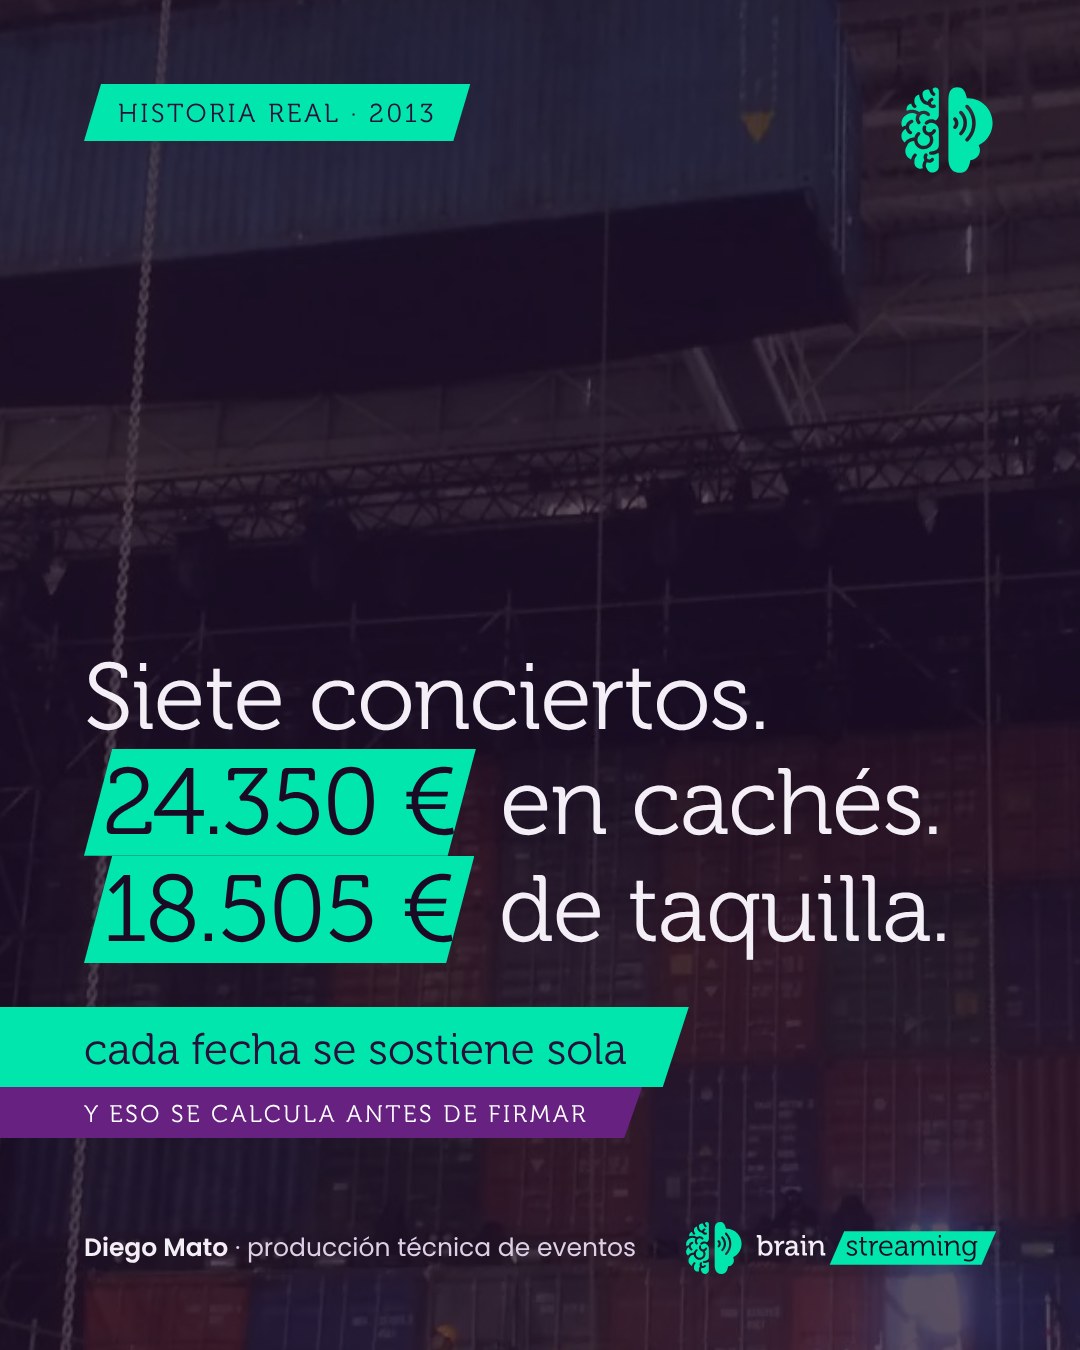 HISTORIA REAL · 2013
Siete conciertos.
24.350 € en cachés.
18.505 € de taquilla.
cada fecha se sostiene sola
Y ESO SE CALCULA ANTES DE FIRMAR
Diego Mato · producción técnica de eventos
brain streaming